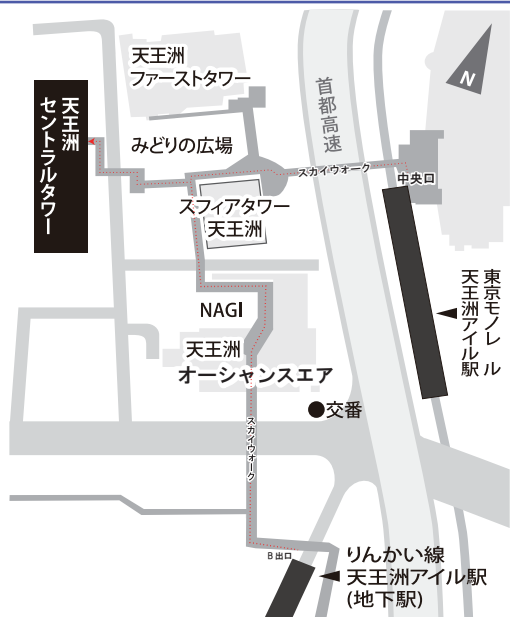 天王洲
ファーストタワー
首都高速
N
天王洲
セントラルタワー
みどりの広場
スカイウォーク
中央口
スフィアタワー
天王洲
東京モノレール
天王洲アイル駅
NAGI
天王洲
オーシャンスエア
交番
スカイウォーク
B出口
りんかい線
天王洲アイル駅
(地下駅)